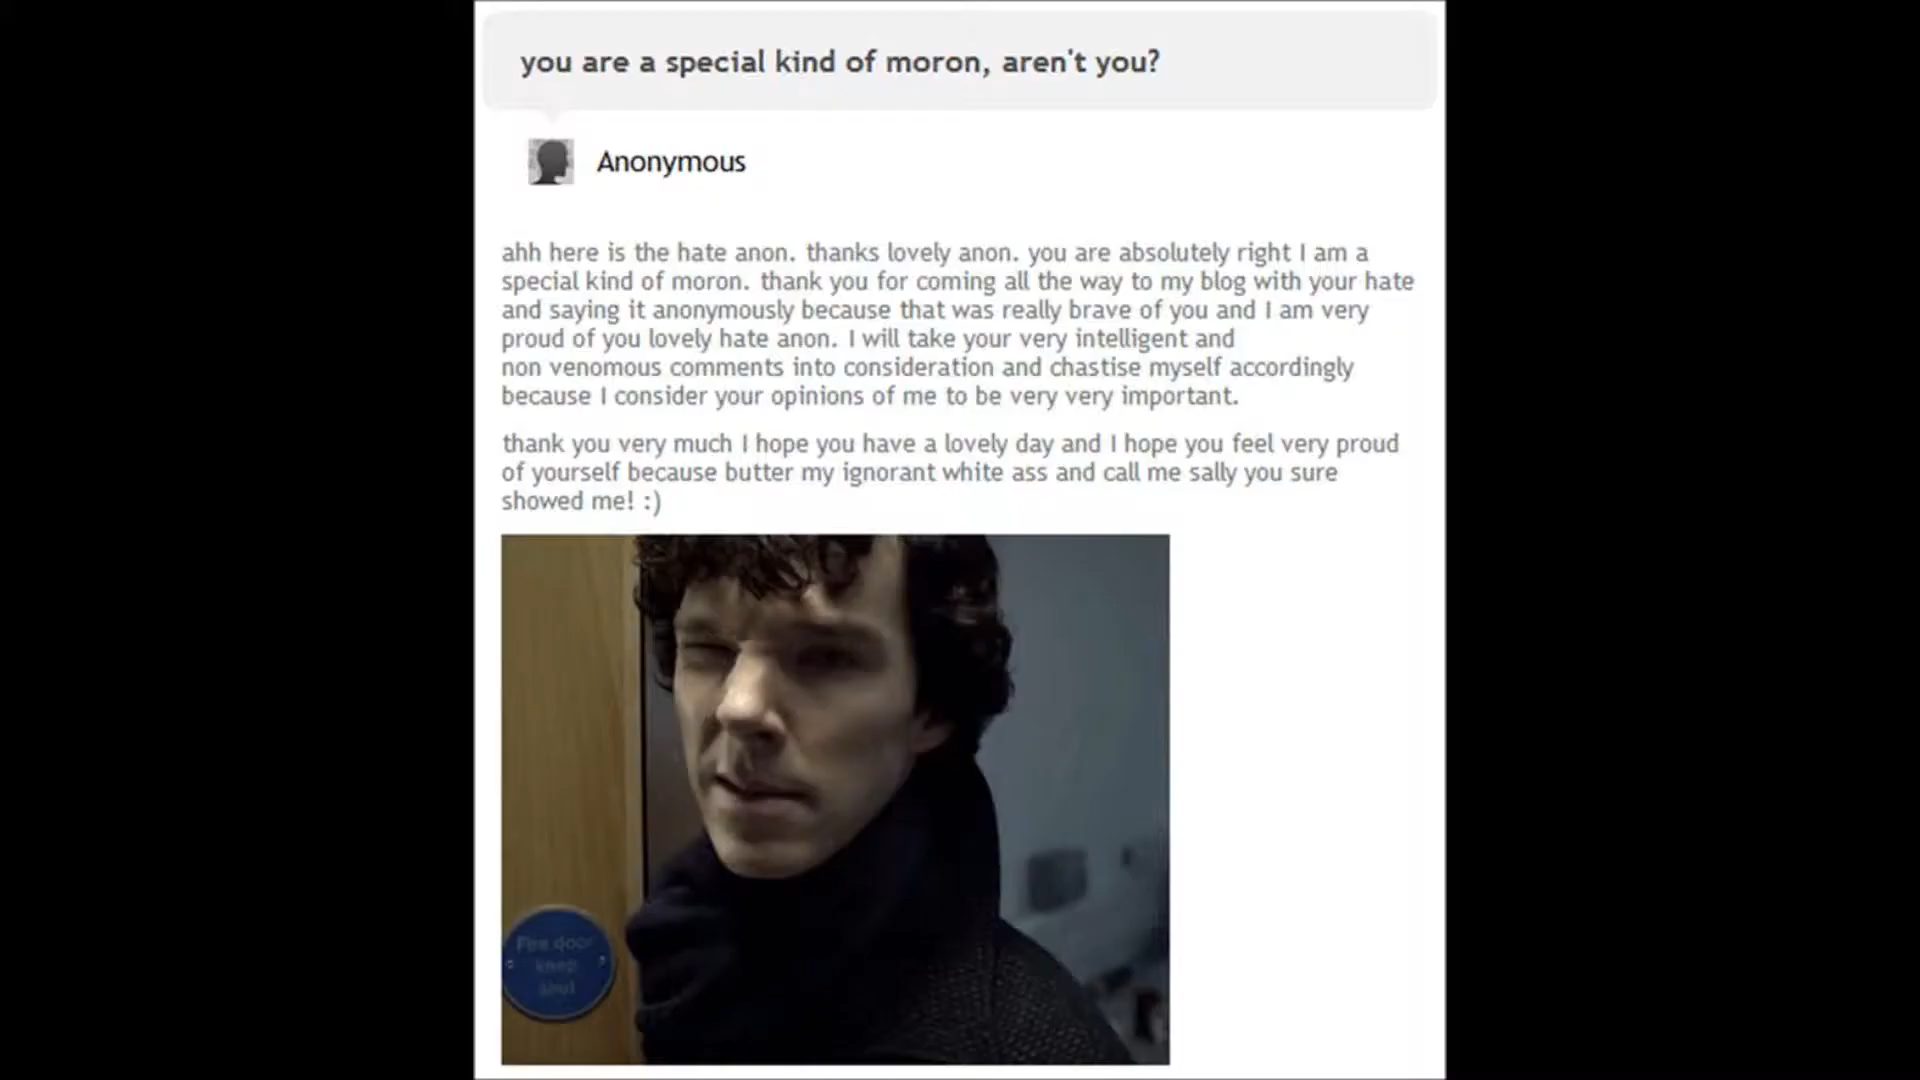 you are a special kind of moron, aren't you?
Anonymous
ahh here is the hate anon. thanks lovely anon. you are absolutely right I am a
special kind of moron. thank you for coming all the way to my blog with your hate
and saying it anonymously because that was really brave of you and I am very
proud of you lovely hate anon. I will take your very intelligent and
non venomous comments into consideration and chastise myself accordingly
because I consider your opinions of me to be very very important.
thank you very much I hope you have a lovely day and I hope you feel very proud
of yourself because butter my ignorant white ass and call me sally you sure
showed me! :)
Fire door
keep
shut